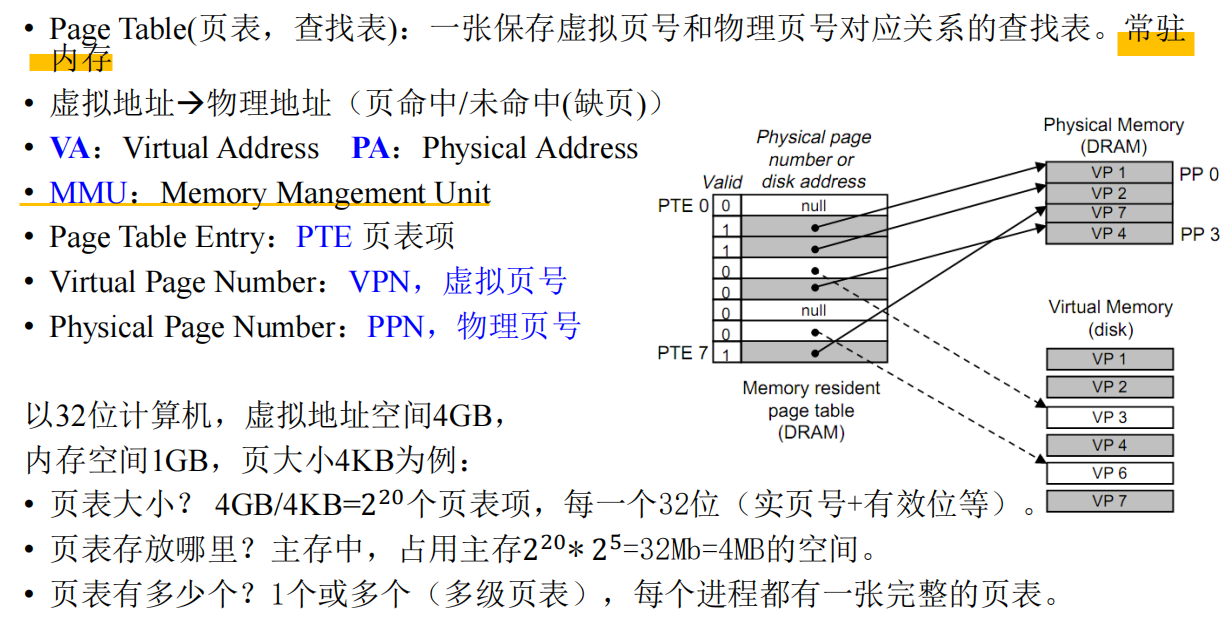 • Page Table(页表，查找表)：一张保存虚拟页号和物理页号对应关系的查找表。常驻
内存
• 虚拟地址→物理地址（页命中/未命中(缺页)）
• VA：Virtual Address PA：Physical Address
• MMU：Memory Mangement Unit
• Page Table Entry：PTE 页表项
• Virtual Page Number：VPN，虚拟页号
• Physical Page Number：PPN，物理页号
Physical page
number or
disk address
Valid
PTE 0 0 null
1
1
0
0
0 null
0
PTE 7 1
Memory resident
page table
(DRAM)
Physical Memory
(DRAM)
VP 1 PP 0
VP 2
VP 7
VP 4 PP 3
Virtual Memory
(disk)
VP 1
VP 2
VP 3
VP 4
VP 6
VP 7
以32位计算机，虚拟地址空间4GB，
内存空间1GB，页大小4KB为例：
• 页表大小？ 4GB/4KB=2²⁰个页表项，每一个32位（实页号+有效位等）。
• 页表存放哪里？主存中，占用主存2²⁰* 2⁵=32Mb=4MB的空间。
• 页表有多少个？1个或多个（多级页表），每个进程都有一张完整的页表。